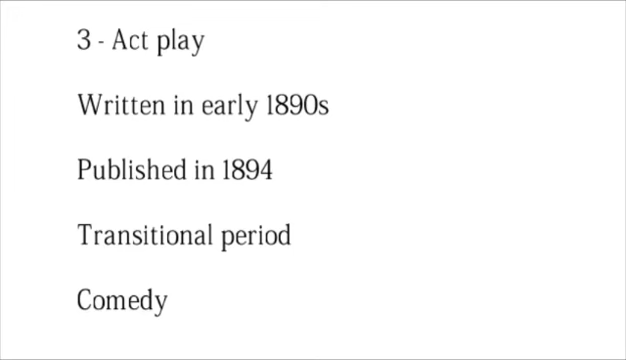 3 - Act play
Written in early 1890s
Published in 1894
Transitional period
Comedy